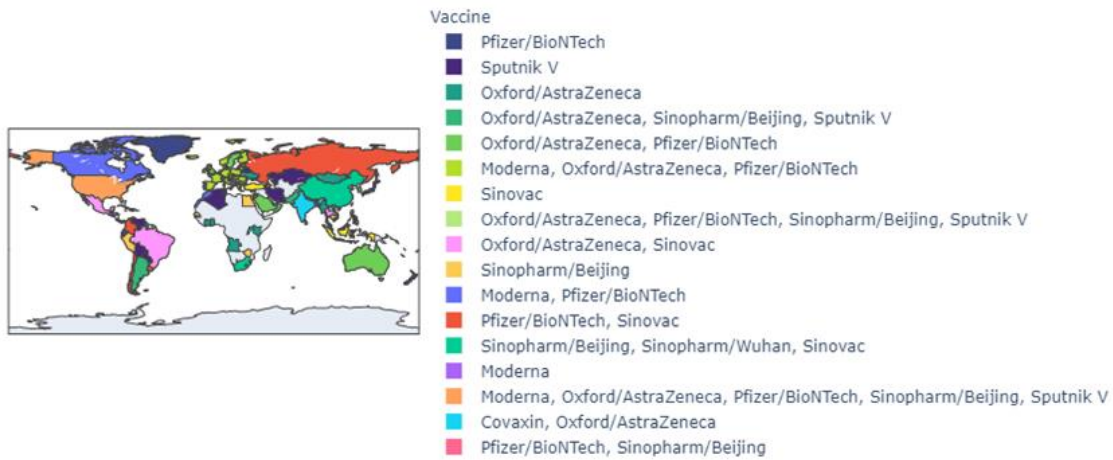 Vaccine
Pfizer/BioNTech
Sputnik V
Oxford/AstraZeneca
Oxford/AstraZeneca, Sinopharm/Beijing, Sputnik V
Oxford/AstraZeneca, Pfizer/BioNTech
Moderna, Oxford/AstraZeneca, Pfizer/BioNTech
Sinovac
Oxford/AstraZeneca, Pfizer/BioNTech, Sinopharm/Beijing, Sputnik V
Oxford/AstraZeneca, Sinovac
Sinopharm/Beijing
Moderna, Pfizer/BioNTech
Pfizer/BioNTech, Sinovac
Sinopharm/Beijing, Sinopharm/Wuhan, Sinovac
Moderna
Moderna, Oxford/AstraZeneca, Pfizer/BioNTech, Sinopharm/Beijing, Sputnik V
Covaxin, Oxford/AstraZeneca
Pfizer/BioNTech, Sinopharm/Beijing